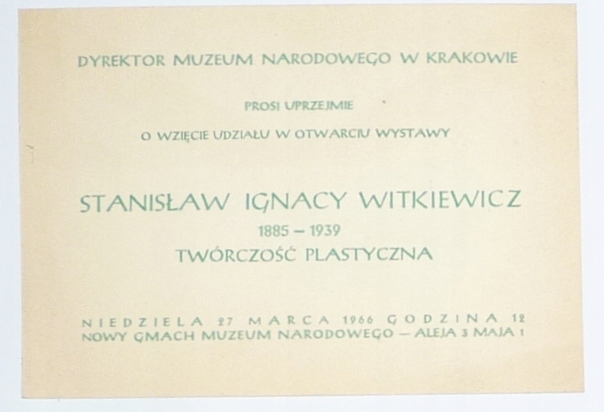 DYREKTOR MUZEUM NARODOWEGO W KRAKOWIE
PROSI UPRZEJMIE
O WZIĘCIE UDZIAŁU W OTWARCIU WYSTAWY
STANISŁAW IGNACY WITKIEWICZ
1885 – 1939
TWÓRCZOŚĆ PLASTYCZNA
NIEDZIELA 27 MARCA 1966 GODZINA 12
NOWY GMACH MUZEUM NARODOWEGO – ALEJA 3 MAJA 1